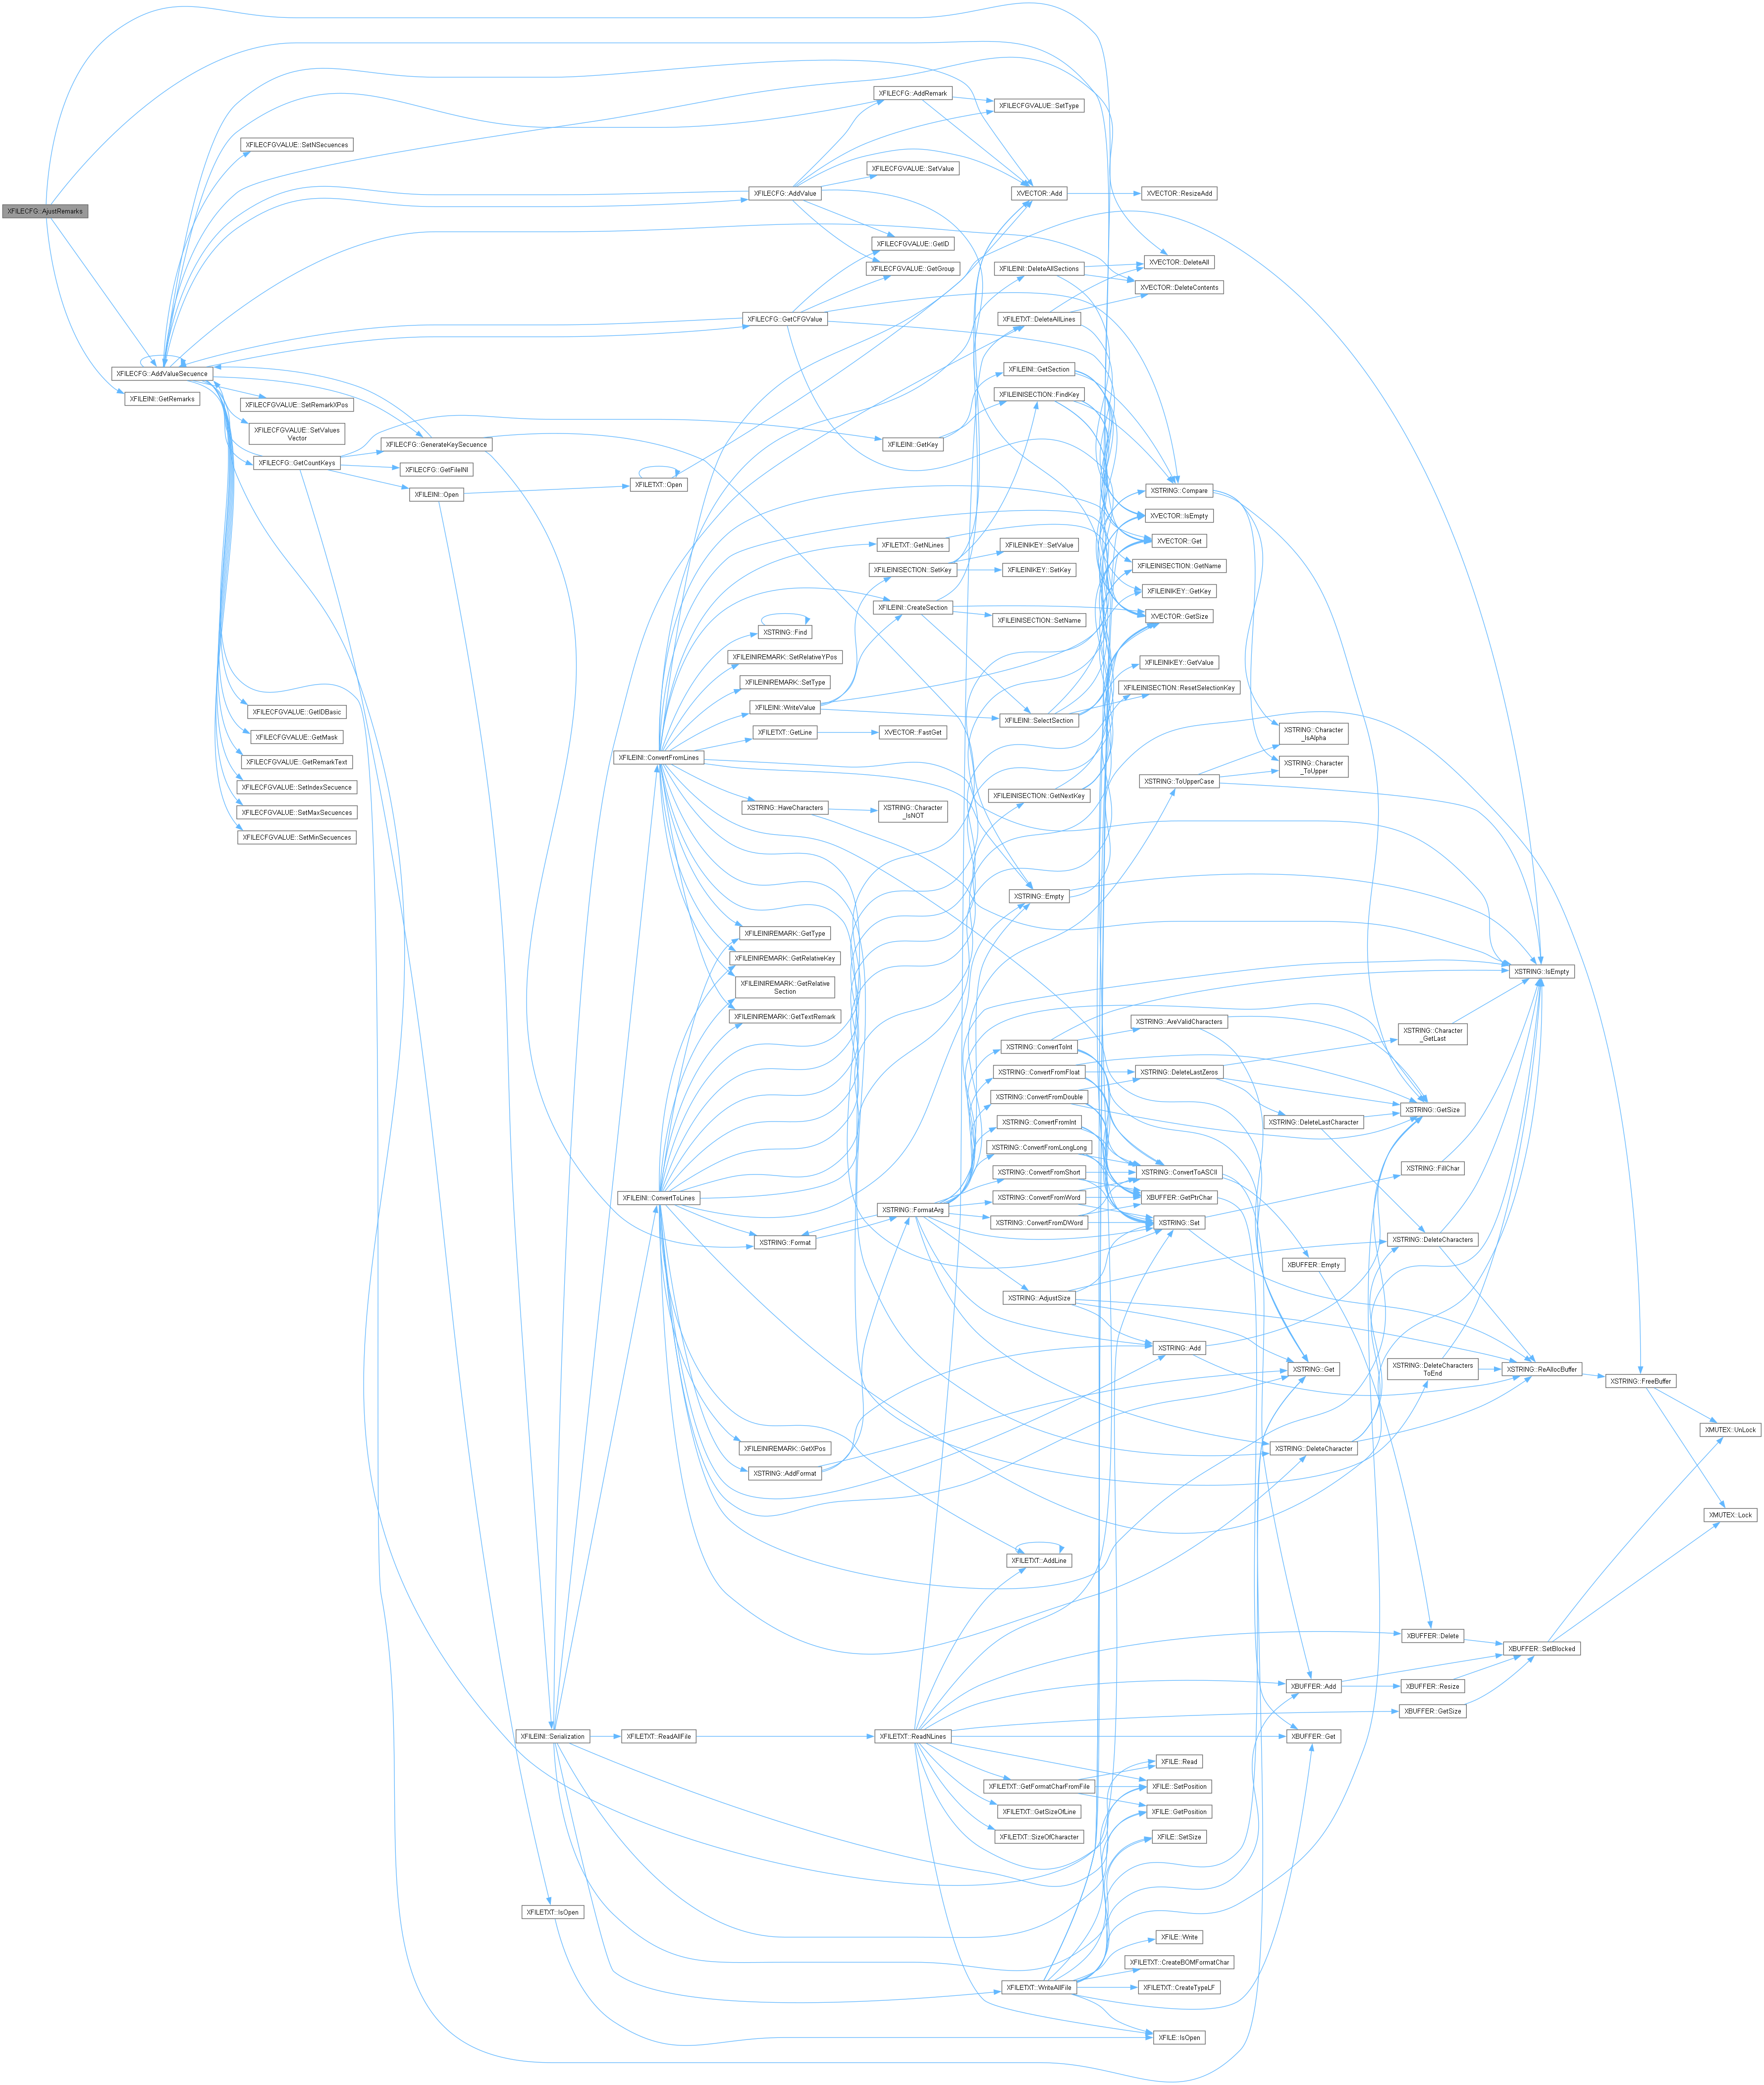 XFILECFG::AjustRemarks
XFILECFG::AddValueSecuence
XFILEINI::GetRemarks
XFILECFGVALUE::SetNSecuences
XFILECFGVALUE::SetRemarkXPos
XFILECFGVALUE::SetValues
Vector
XFILECFG::GetCountKeys
XFILECFGVALUE::GetIDBasic
XFILECFGVALUE::GetMask
XFILECFGVALUE::GetRemarkText
XFILECFGVALUE::SetIndexSecuence
XFILECFGVALUE::SetMaxSecuences
XFILECFGVALUE::SetMinSecuences
XFILECFG::GenerateKeySecuence
XFILECFG::GetFileINI
XFILEINI::Open
XFILEINI::Serialization
XFILETXT::IsOpen
XFILETXT::Open
XFILEINI::ConvertFromLines
XFILEINI::ConvertToLines
XFILETXT::ReadAllFile
XFILECFG::AddValue
XFILECFG::GetCFGValue
XSTRING::Find
XFILEINIREMARK::SetRelativeYPos
XFILEINIREMARK::SetType
XFILEINI::WriteValue
XFILETXT::GetLine
XSTRING::HaveCharacters
XFILEINIREMARK::GetType
XFILEINIREMARK::GetRelativeKey
XFILEINIREMARK::GetRelative
Section
XFILEINIREMARK::GetTextRemark
XSTRING::Format
XFILEINIREMARK::GetXPos
XSTRING::AddFormat
XFILECFG::AddRemark
XFILECFGVALUE::SetValue
XFILECFGVALUE::GetID
XFILECFGVALUE::GetGroup
XFILEINI::GetKey
XFILETXT::GetNLines
XFILEINISECTION::SetKey
XFILEINI::CreateSection
XVECTOR::FastGet
XSTRING::Character
_IsNOT
XSTRING::FormatArg
XFILETXT::ReadNLines
XFILECFGVALUE::SetType
XVECTOR::Add
XFILEINI::DeleteAllSections
XFILETXT::DeleteAllLines
XFILEINI::GetSection
XFILEINISECTION::FindKey
XFILEINIKEY::SetValue
XFILEINIKEY::SetKey
XFILEINISECTION::SetName
XFILEINI::SelectSection
XFILEINISECTION::GetNextKey
XSTRING::Empty
XSTRING::ConvertToInt
XSTRING::ConvertFromFloat
XSTRING::ConvertFromDouble
XSTRING::ConvertFromInt
XSTRING::ConvertFromLongLong
XSTRING::ConvertFromShort
XSTRING::ConvertFromWord
XSTRING::ConvertFromDWord
XSTRING::AdjustSize
XFILETXT::AddLine
XFILETXT::GetFormatCharFromFile
XFILETXT::GetSizeOfLine
XFILETXT::SizeOfCharacter
XFILETXT::WriteAllFile
XVECTOR::ResizeAdd
XVECTOR::DeleteAll
XVECTOR::DeleteContents
XSTRING::Compare
XVECTOR::IsEmpty
XVECTOR::Get
XFILEINISECTION::GetName
XFILEINIKEY::GetKey
XVECTOR::GetSize
XFILEINIKEY::GetValue
XFILEINISECTION::ResetSelectionKey
XSTRING::ToUpperCase
XSTRING::AreValidCharacters
XSTRING::DeleteLastZeros
XSTRING::ConvertToASCII
XBUFFER::GetPtrChar
XSTRING::Set
XSTRING::Add
XFILE::Read
XFILE::SetPosition
XFILE::GetPosition
XFILE::SetSize
XFILE::Write
XFILETXT::CreateBOMFormatChar
XFILETXT::CreateTypeLF
XFILE::IsOpen
XSTRING::Character
_IsAlpha
XSTRING::Character
_ToUpper
XSTRING::DeleteLastCharacter
XBUFFER::Empty
XSTRING::Get
XSTRING::DeleteCharacter
XBUFFER::Add
XBUFFER::Get
XSTRING::Character
_GetLast
XSTRING::GetSize
XSTRING::FillChar
XSTRING::DeleteCharacters
XSTRING::DeleteCharacters
ToEnd
XBUFFER::Delete
XBUFFER::Resize
XBUFFER::GetSize
XSTRING::IsEmpty
XSTRING::ReAllocBuffer
XBUFFER::SetBlocked
XSTRING::FreeBuffer
XMUTEX::UnLock
XMUTEX::Lock